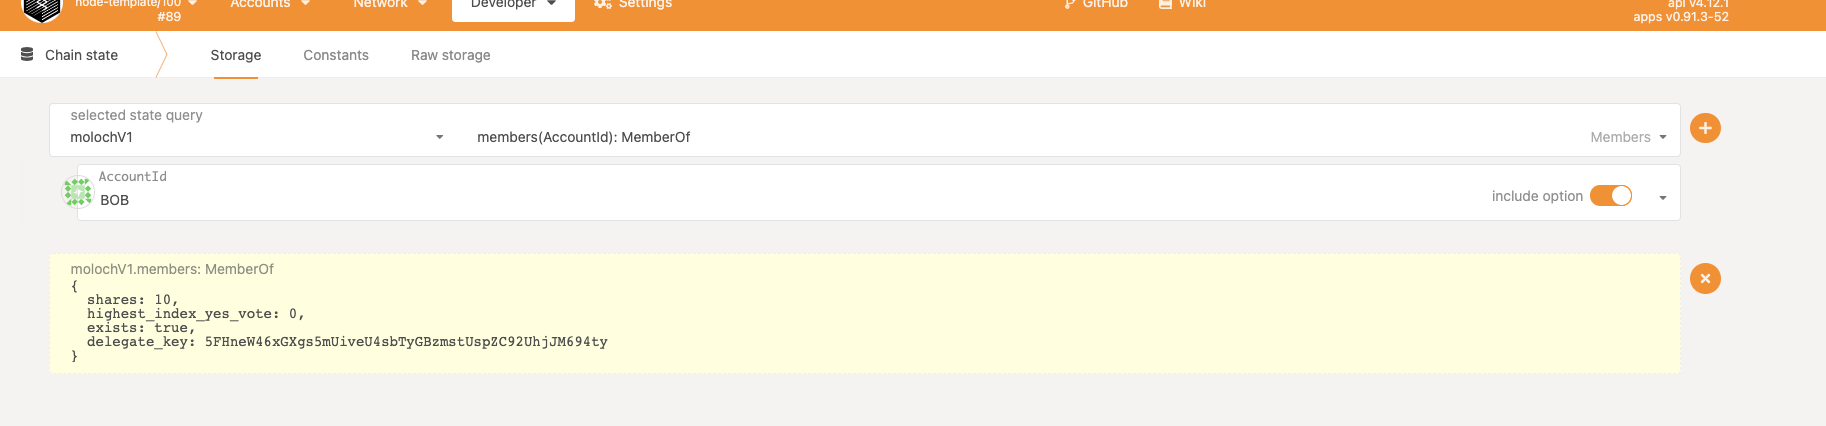 node-template/100
#89
Accounts
Network
Developer
Settings
GitHub
Wiki
api v4.12.1
apps v0.91.3-52
Chain state
Storage
Constants
Raw storage
selected state query
molochV1
members(AccountId): MemberOf
Members
AccountId
BOB
include option
molochV1.members: MemberOf
{
shares: 10,
highest_index_yes_vote: 0,
exists: true,
delegate_key: 5FHneW46xGXgs5mUiveU4sbTyGBzmstUspZC92UhjJM694ty
}